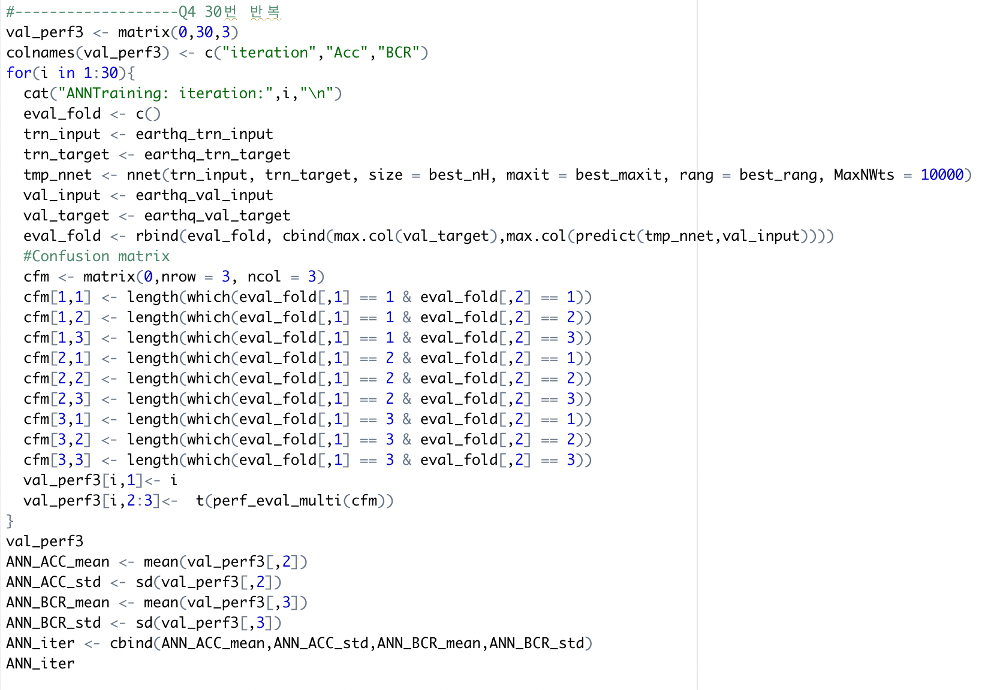 #-------------------Q4 30번 반복
val_perf3 <- matrix(0,30,3)
colnames(val_perf3) <- c("iteration","Acc","BCR")
for(i in 1:30){
  cat("ANNTraining: iteration:",i,"\n")
  eval_fold <- c()
  trn_input <- earthq_trn_input
  trn_target <- earthq_trn_target
  tmp_nnet <- nnet(trn_input, trn_target, size = best_nH, maxit = best_maxit, rang = best_rang, MaxNWts = 10000)
  val_input <- earthq_val_input
  val_target <- earthq_val_target
  eval_fold <- rbind(eval_fold, cbind(max.col(val_target),max.col(predict(tmp_nnet,val_input))))
  #Confusion matrix
  cfm <- matrix(0,nrow = 3, ncol = 3)
  cfm[1,1] <- length(which(eval_fold[,1] == 1 & eval_fold[,2] == 1))
  cfm[1,2] <- length(which(eval_fold[,1] == 1 & eval_fold[,2] == 2))
  cfm[1,3] <- length(which(eval_fold[,1] == 1 & eval_fold[,2] == 3))
  cfm[2,1] <- length(which(eval_fold[,1] == 2 & eval_fold[,2] == 1))
  cfm[2,2] <- length(which(eval_fold[,1] == 2 & eval_fold[,2] == 2))
  cfm[2,3] <- length(which(eval_fold[,1] == 2 & eval_fold[,2] == 3))
  cfm[3,1] <- length(which(eval_fold[,1] == 3 & eval_fold[,2] == 1))
  cfm[3,2] <- length(which(eval_fold[,1] == 3 & eval_fold[,2] == 2))
  cfm[3,3] <- length(which(eval_fold[,1] == 3 & eval_fold[,2] == 3))
  val_perf3[i,1]<- i
  val_perf3[i,2:3]<-  t(perf_eval_multi(cfm))
}
val_perf3
ANN_ACC_mean <- mean(val_perf3[,2])
ANN_ACC_std <- sd(val_perf3[,2])
ANN_BCR_mean <- mean(val_perf3[,3])
ANN_BCR_std <- sd(val_perf3[,3])
ANN_iter <- cbind(ANN_ACC_mean,ANN_ACC_std,ANN_BCR_mean,ANN_BCR_std)
ANN_iter